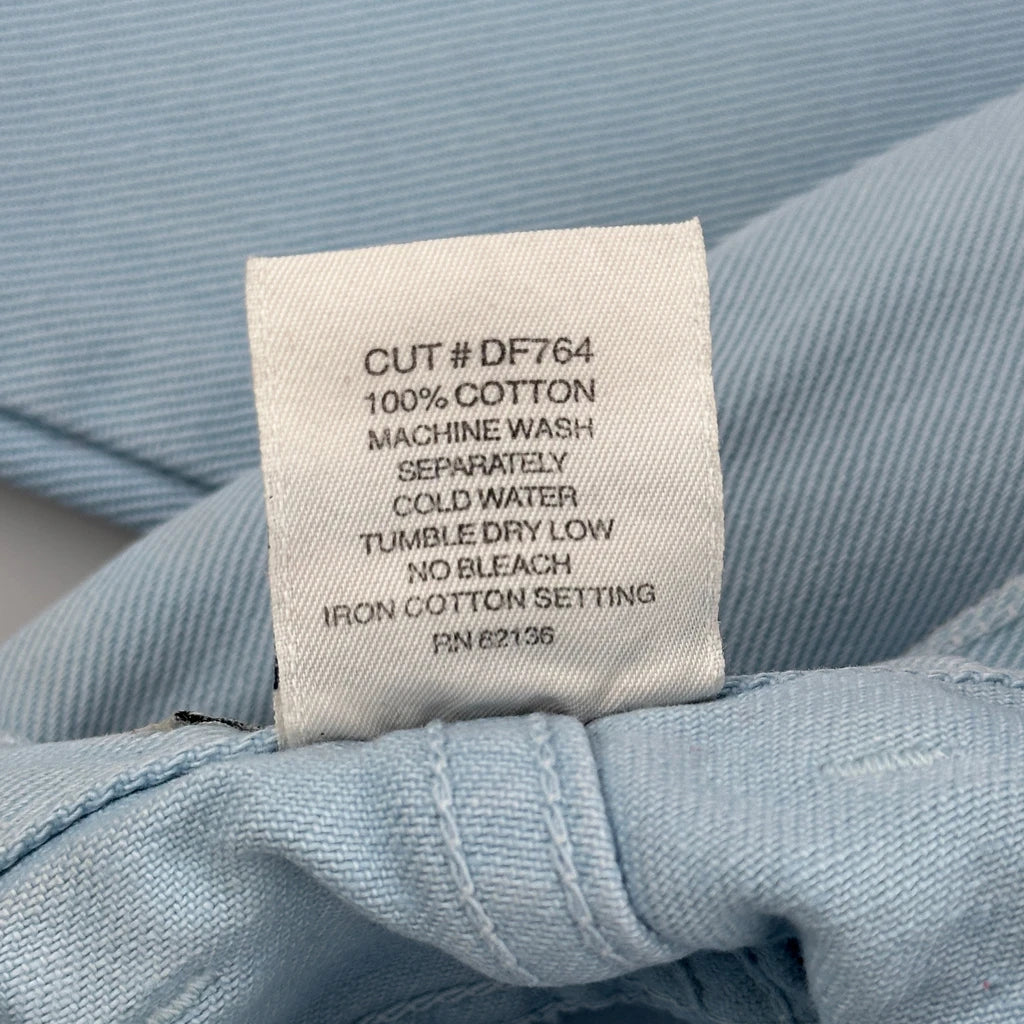 CUT # DF764
100% COTTON
MACHINE WASH
SEPARATELY
COLD WATER
TUMBLE DRY LOW
NO BLEACH
IRON COTTON SETTING
RN 62136